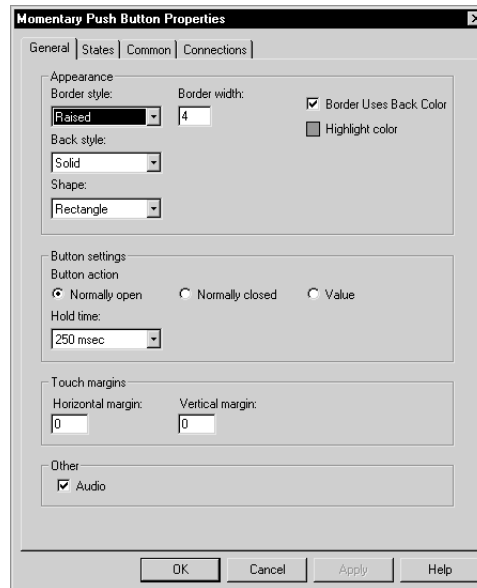 Momentary Push Button Properties
General States Common Connections
Appearance
Border style: Border width:
Raised 4 Border Uses Back Color
Back style: Highlight color
Solid
Shape:
Rectangle
Button settings
Button action
Normally open Normally closed Value
Hold time:
250 msec
Touch margins
Horizontal margin: Vertical margin:
0 0
Other
Audio
OK Cancel Apply Help